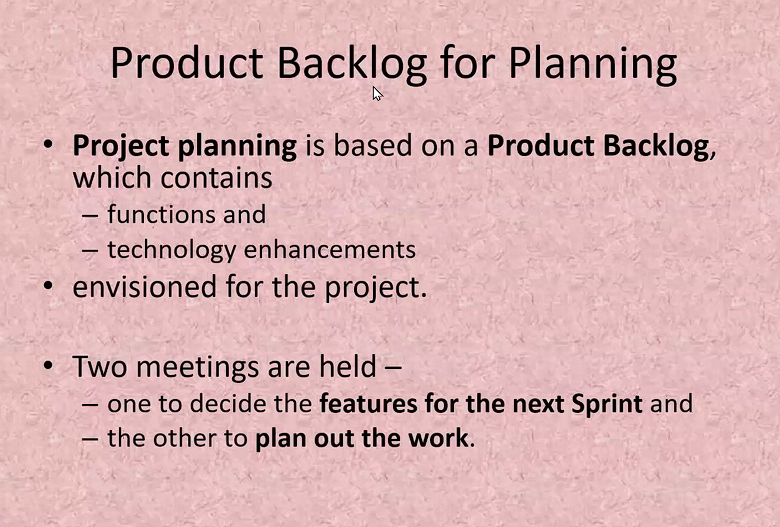 Product Backlog for Planning
• Project planning is based on a Product Backlog,
which contains
– functions and
– technology enhancements
• envisioned for the project.
• Two meetings are held –
– one to decide the features for the next Sprint and
– the other to plan out the work.